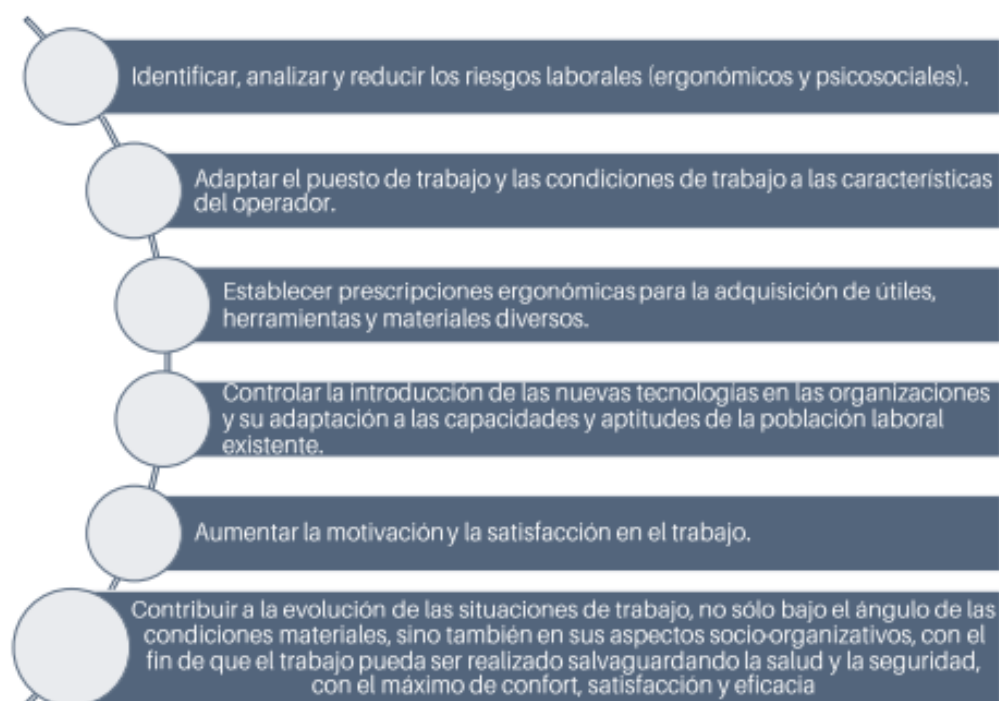 Identificar, analizar y reducir los riesgos laborales (ergonómicos y psicosociales).
Adaptar el puesto de trabajo y las condiciones de trabajo a las características
del operador.
Establecer prescripciones ergonómicas para la adquisición de útiles,
herramientas y materiales diversos.
Controlar la introducción de las nuevas tecnologías en las organizaciones
y su adaptación a las capacidades y aptitudes de la población laboral
existente.
Aumentar la motivación y la satisfacción en el trabajo.
Contribuir a la evolución de las situaciones de trabajo, no sólo bajo el ángulo de las
condiciones materiales, sino también en sus aspectos socio-organizativos, con el
fin de que el trabajo pueda ser realizado salvaguardando la salud y la seguridad,
con el máximo de confort, satisfacción y eficacia